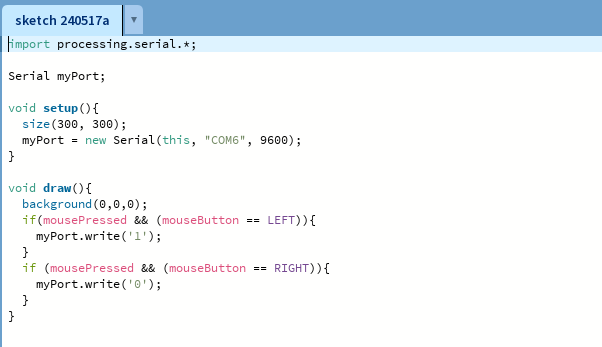 sketch 240517a ▼
import processing.serial.*;
Serial myPort;
void setup(){
  size(300, 300);
  myPort = new Serial(this, "COM6", 9600);
}
void draw(){
  background(0,0,0);
  if(mousePressed && (mouseButton == LEFT)){
    myPort.write('1');
  }
  if (mousePressed && (mouseButton == RIGHT)){
    myPort.write('0');
  }
}